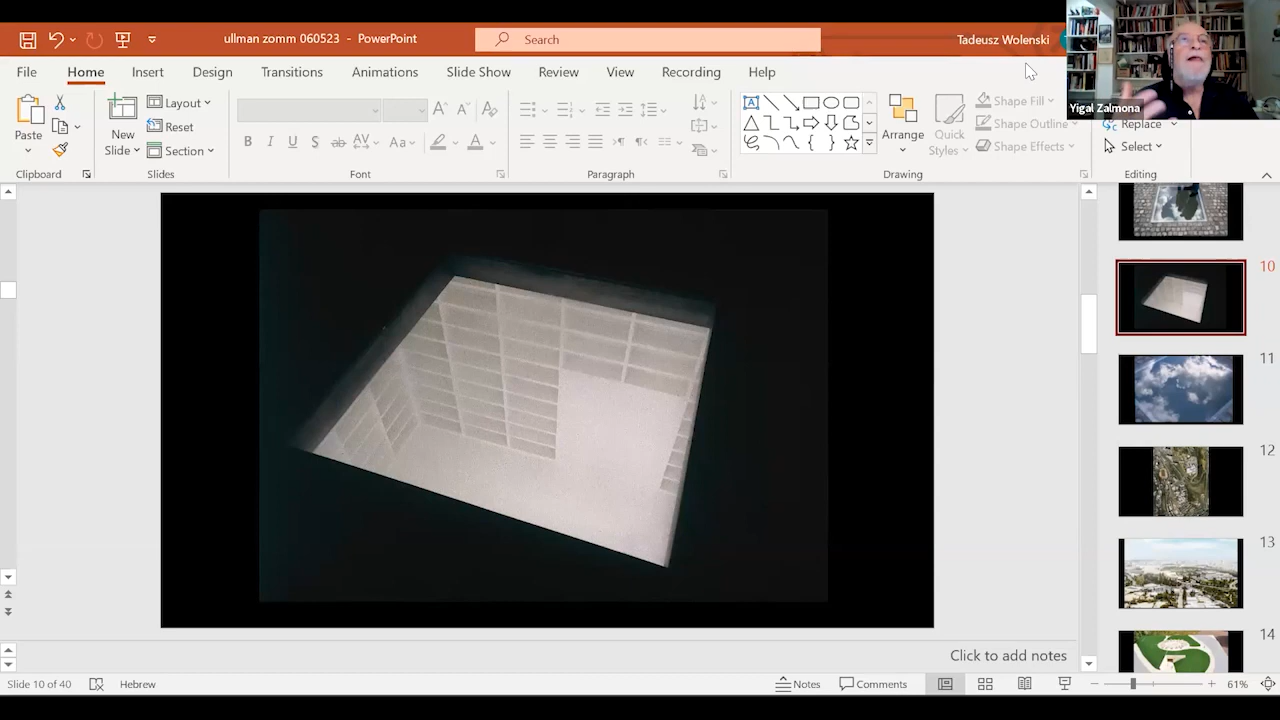 ullman zomm 060523 - PowerPoint
Search
Tadeusz Wolenski
Yigal Zalmona
File Home Insert Design Transitions Animations Slide Show Review View Recording Help
Paste
Clipboard
New Slide
Layout
Reset
Section
Slides
B I U S ab AV Aa A
Font
Paragraph
Arrange
Quick Styles
Shape Fill
Shape Outline
Shape Effects
Drawing
Replace
Select
Editing
10
11
12
13
14
Click to add notes
Slide 10 of 40 Hebrew Notes Comments 61%